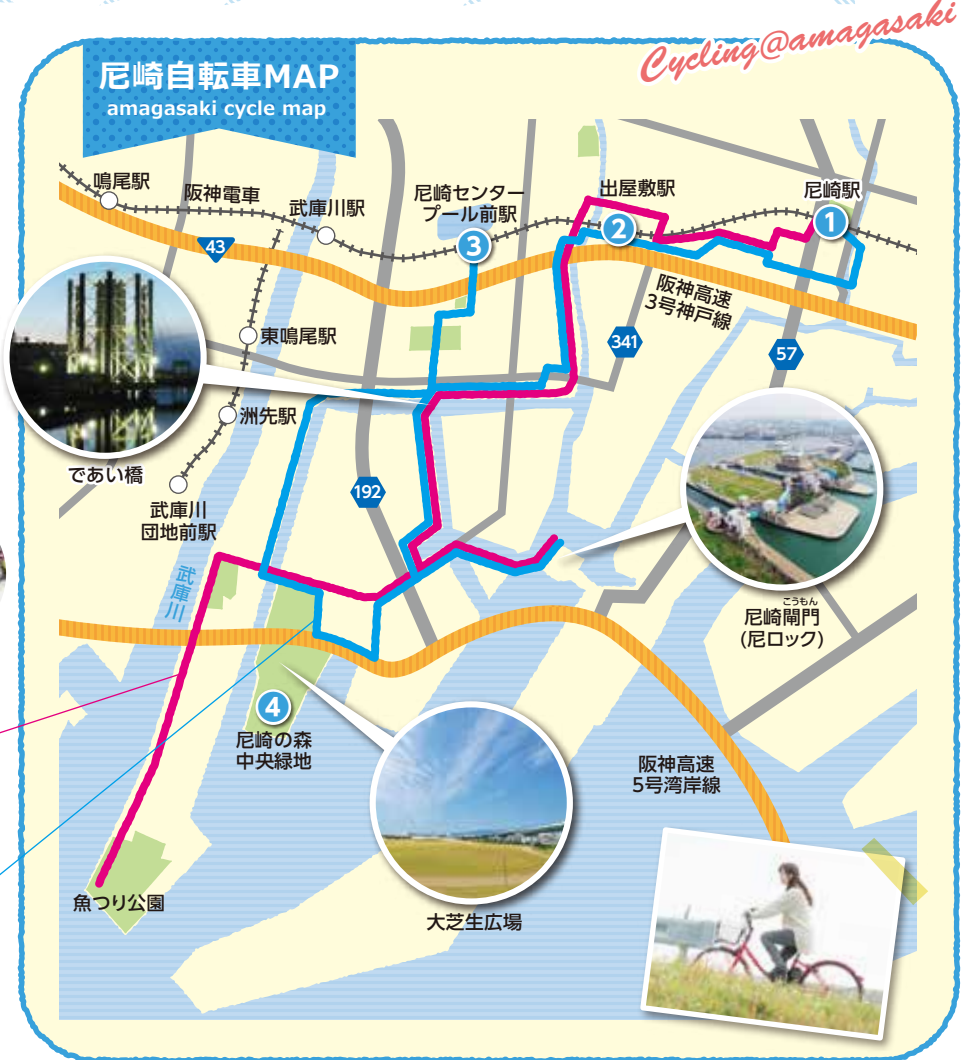 Cycling@amagasaki
尼崎自転車MAP
amagasaki cycle map
鳴尾駅
阪神電車
武庫川駅
尼崎センター
プール前駅
出屋敷駅
尼崎駅
1
2
3
43
阪神高速
3号神戸線
東鳴尾駅
341
57
洲先駅
であい橋
武庫川
団地前駅
192
武庫川
こうもん
尼崎閘門
(尼ロック)
4
尼崎の森
中央緑地
阪神高速
5号湾岸線
魚つり公園
大芝生広場